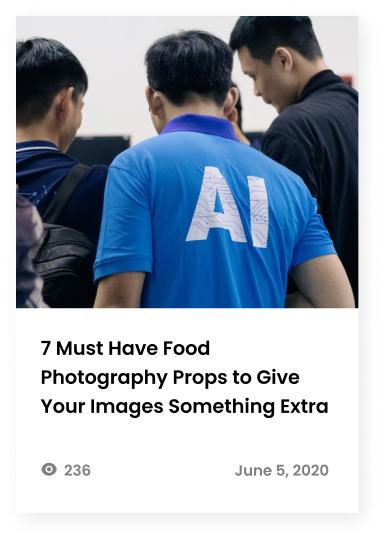 AI
7 Must Have Food
Photography Props to Give
Your Images Something Extra
236
June 5, 2020